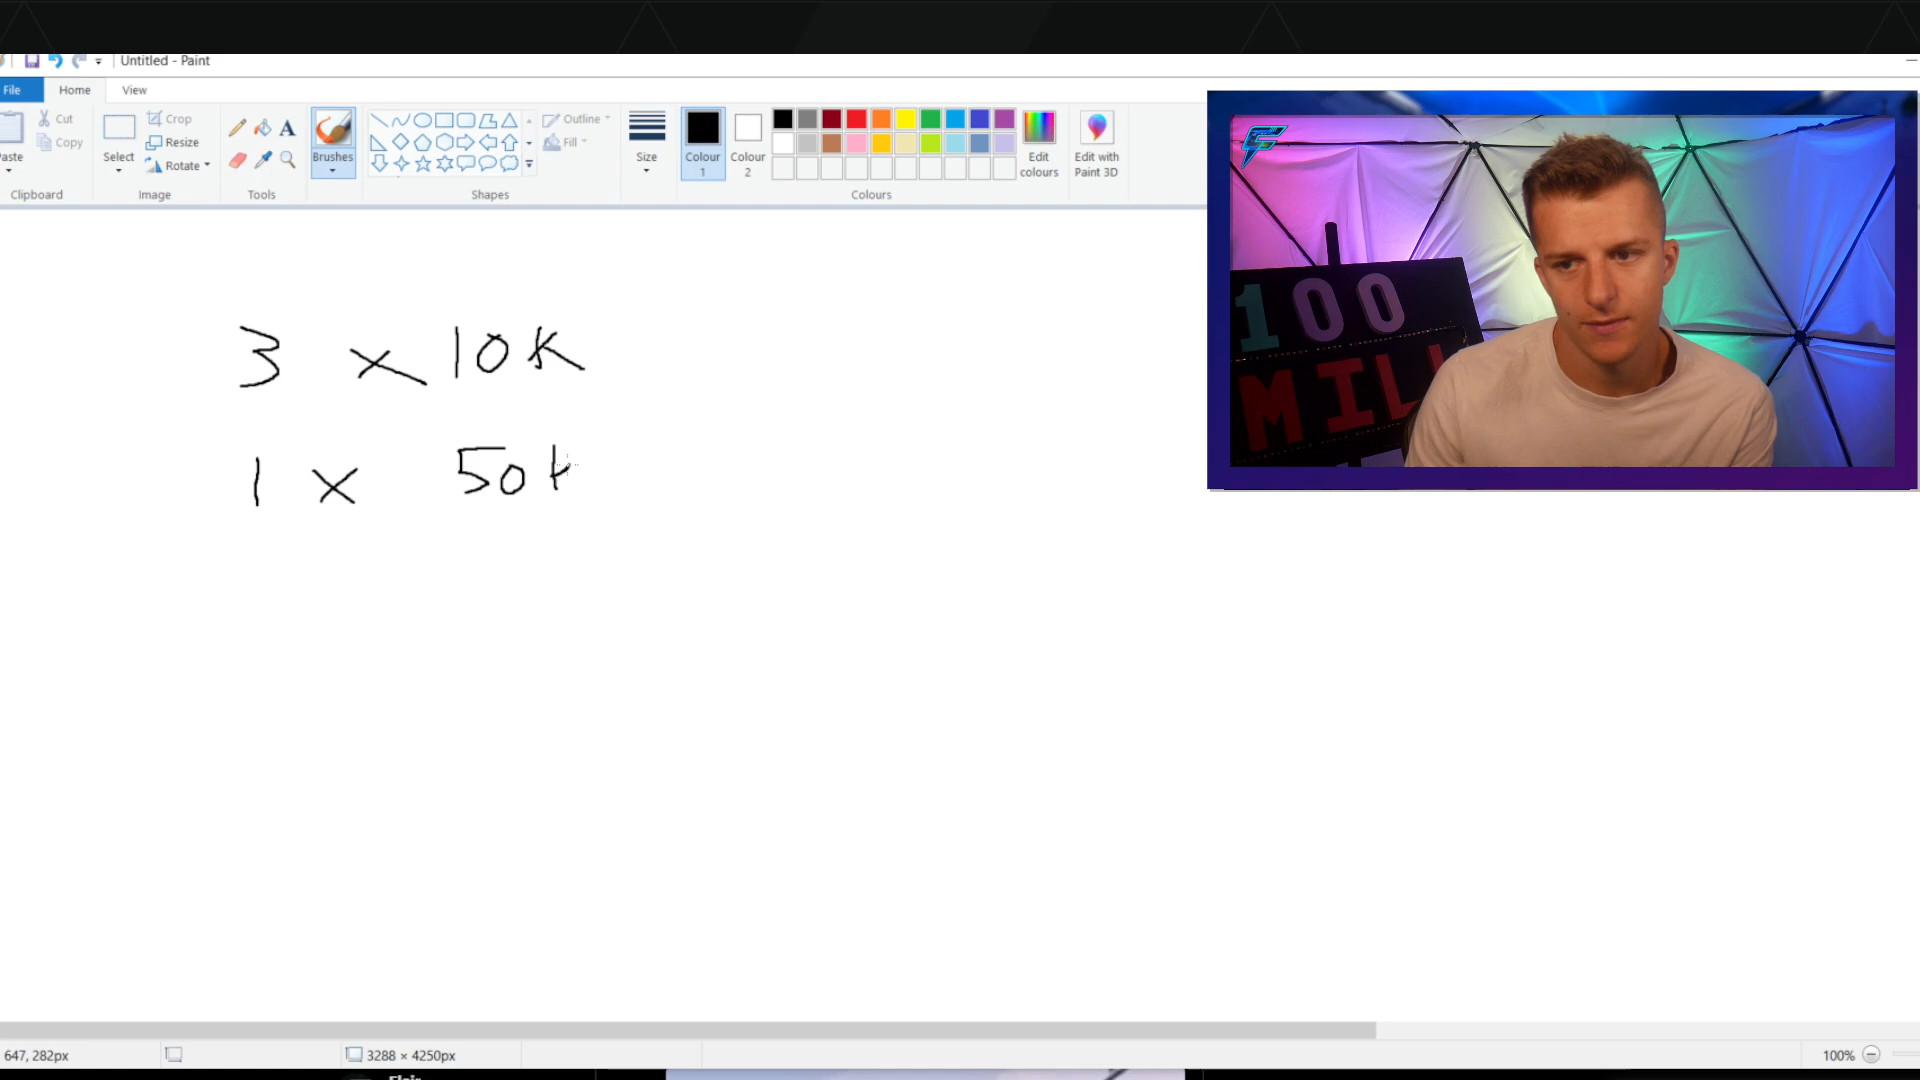 Untitled - Paint
File Home View
Cut
Copy
Paste
Select
Crop
Resize
Rotate
Brushes
Outline
Fill
Size
Colour 1
Colour 2
Edit colours
Edit with Paint 3D
Clipboard
Image
Tools
Shapes
Colours
100
MILL
3 x 10K
1 x 50
647, 282px
3288 × 4250px
100%